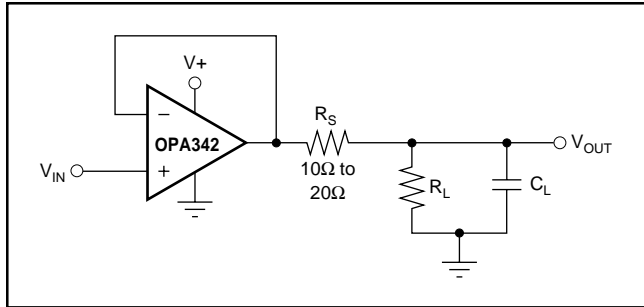 V+
−
OPA342
+
V_IN
R_S
10Ω to
20Ω
R_L
C_L
V_OUT